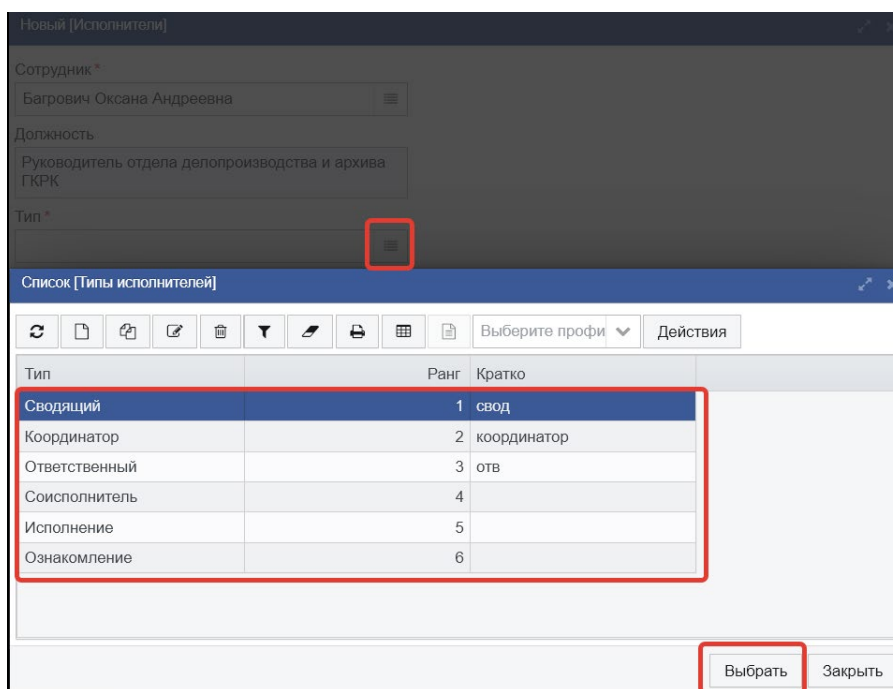 Новый [Исполнители]
Сотрудник *
Багрович Оксана Андреевна
Должность
Руководитель отдела делопроизводства и архива
ГКРК
Тип *
Список [Типы исполнителей]
Выберите профи Действия
Тип Ранг Кратко
Сводящий 1 свод
Координатор 2 координатор
Ответственный 3 отв
Соисполнитель 4
Исполнение 5
Ознакомление 6
Выбрать Закрыть